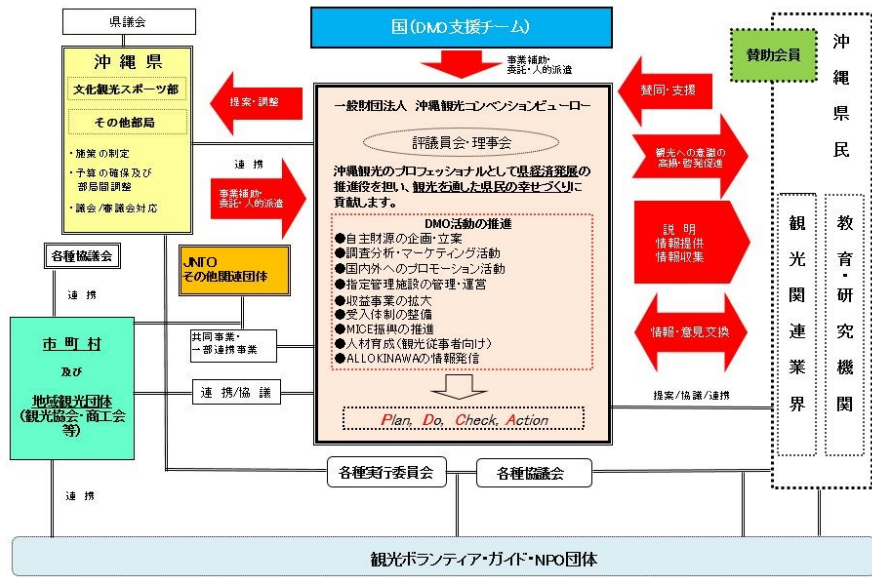 県議会
国(DMO支援チーム)
事業補助・
委託・人的派遣
沖縄県
文化観光スポーツ部
その他部局
・施策の制定
・予算の確保及び
部局間調整
・議会/審議会対応
提案・調整
連携
事業補助・
委託・人的派遣
一般財団法人 沖縄観光コンベンションビューロー
評議員会・理事会
沖縄観光のプロフェッショナルとして県経済発展の
推進役を担い、観光を通した県民の幸せづくりに
貢献します。
DMO活動の推進
●自主財源の企画・立案
●調査分析・マーケティング活動
●国内外へのプロモーション活動
●指定管理施設の管理・運営
●収益事業の拡大
●受入体制の整備
●MICE振興の推進
●人材育成(観光従事者向け)
●ALLOKINAWAの情報発信
Plan, Do, Check, Action
賛助会員
沖縄県民
賛同・支援
観光への意識の
高揚・啓発促進
説明
情報提供
情報収集
情報・意見交換
提案/協議/連携
観光関連業界
教育・研究機関
各種協議会
連携
JNTO
その他関連団体
共同事業・
一部連携事業
市町村
及び
地域観光団体
(観光協会・商工会
等)
連携/協議
連携
各種実行委員会
各種協議会
観光ボランティア・ガイド・NPO団体